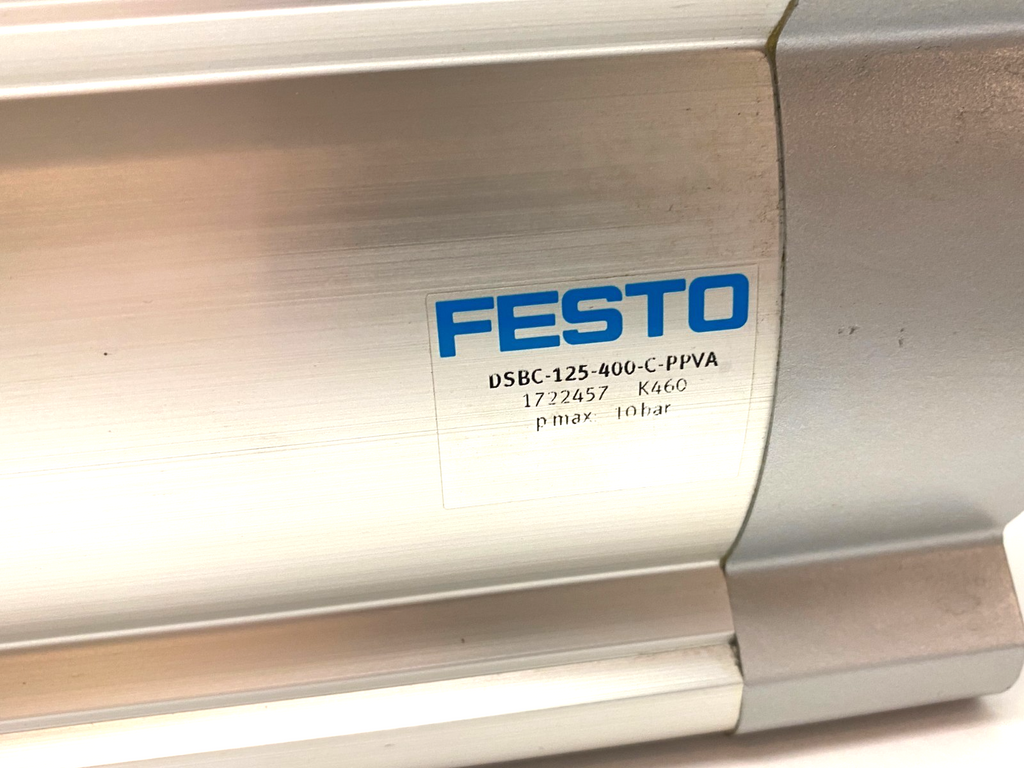 FESTO
DSBC-125-400-C-PPVA
1722457 K460
p max: 10 bar